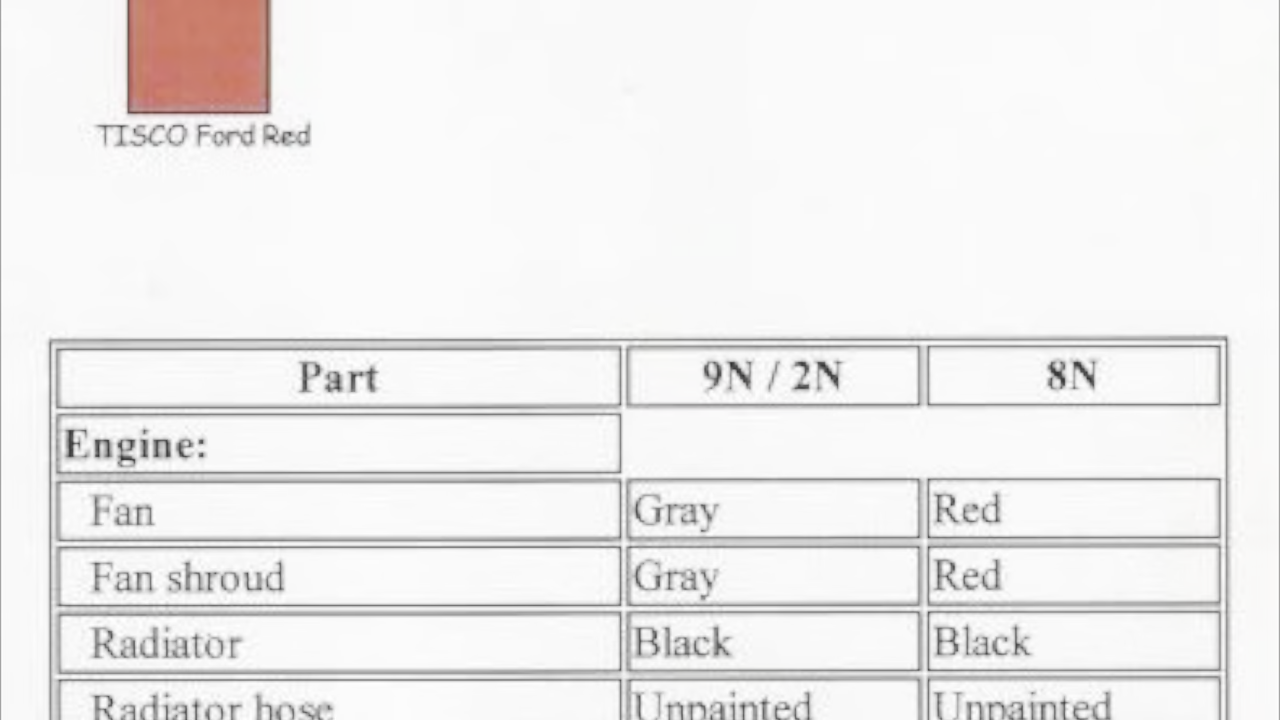 TISCO Ford Red
Part 9N / 2N 8N
Engine:
Fan Gray Red
Fan shroud Gray Red
Radiator Black Black
Radiator hose Unpainted Unpainted